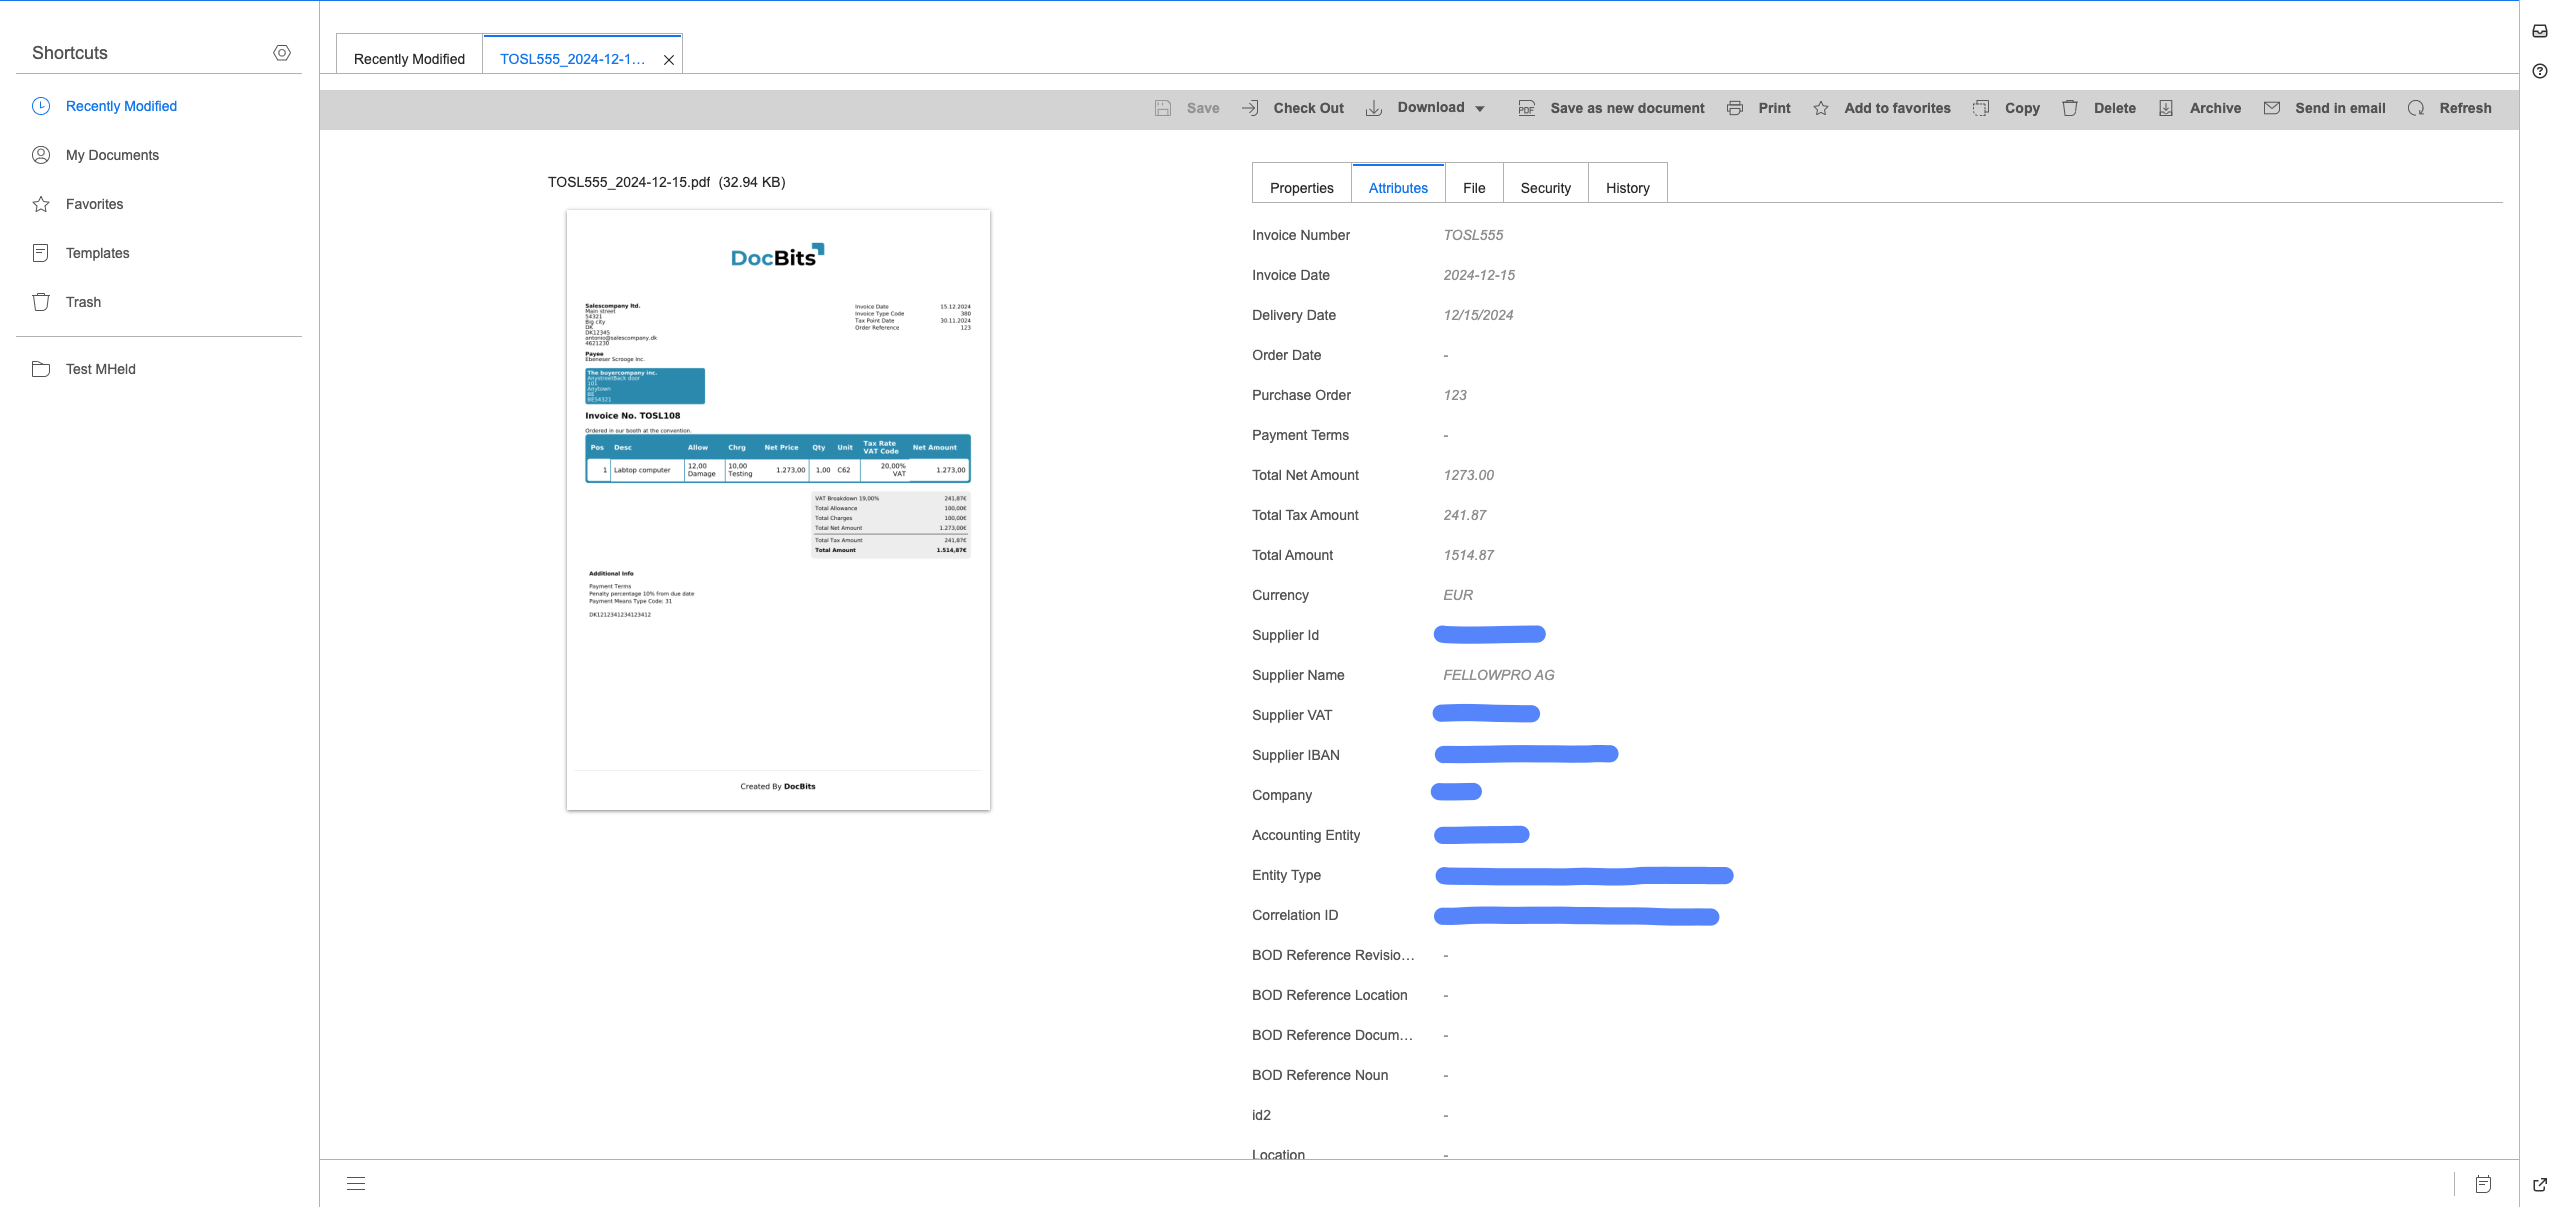 Shortcuts
Recently Modified
My Documents
Favorites
Templates
Trash
Test MHeld
Recently Modified
TOSL555_2024-12-1...
Save
Check Out
Download
PDF
Save as new document
Print
Add to favorites
Copy
Delete
Archive
Send in email
Refresh
TOSL555_2024-12-15.pdf (32.94 KB)
DocBits
Salescompany ltd.
Main street
54321
Big city
DK
DK12345
antonio@salescompany.dk
4621230
Invoice Date 15.12.2024
Invoice Type Code 380
Tax Point Date 30.11.2024
Order Reference 123
Payee
Ebeneser Scrooge Inc.
The buyercompany inc.
AnystreetBack door
101
Anytown
BE
BE54321
Invoice No. TOSL108
Ordered in our booth at the convention.
Pos Desc Allow Chrg Net Price Qty Unit Tax Rate VAT Code Net Amount
1 Labtop computer 12,00 Damage 10,00 Testing 1.273,00 1,00 C62 20,00% VAT 1.273,00
VAT Breakdown 19,00% 241,87€
Total Allowance 100,00€
Total Charges 100,00€
Total Net Amount 1.273,00€
Total Tax Amount 241,87€
Total Amount 1.514,87€
Additional Info
Payment Terms
Penalty percentage 10% from due date
Payment Means Type Code: 31
DK1212341234123412
Created By DocBits
Properties
Attributes
File
Security
History
Invoice Number TOSL555
Invoice Date 2024-12-15
Delivery Date 12/15/2024
Order Date -
Purchase Order 123
Payment Terms -
Total Net Amount 1273.00
Total Tax Amount 241.87
Total Amount 1514.87
Currency EUR
Supplier Id
Supplier Name FELLOWPRO AG
Supplier VAT
Supplier IBAN
Company
Accounting Entity
Entity Type
Correlation ID
BOD Reference Revisio... -
BOD Reference Location -
BOD Reference Docum... -
BOD Reference Noun -
id2 -
Location -